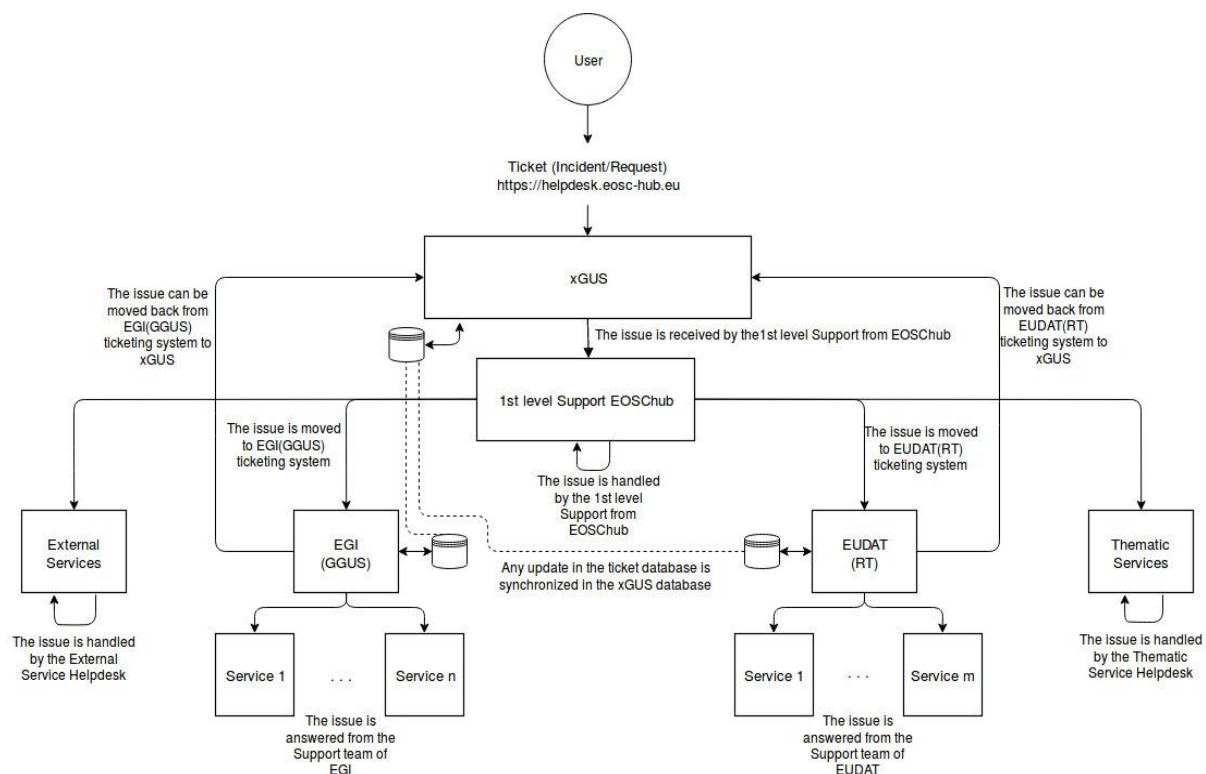 User
Ticket (Incident/Request)
https://helpdesk.eosc-hub.eu
xGUS
The issue can be
moved back from
EGI(GGUS)
ticketing system to
xGUS
The issue can be
moved back from
EUDAT(RT)
ticketing system to
xGUS
The issue is received by the1st level Support from EOSChub
1st level Support EOSChub
The issue is moved
to EGI(GGUS)
ticketing system
The issue is moved
to EUDAT(RT)
ticketing system
The issue is handled
by the 1st level
Support from
EOSChub
External
Services
EGI
(GGUS)
Any update in the ticket database is
synchronized in the xGUS database
EUDAT
(RT)
Thematic
Services
The issue is handled
by the External
Service Helpdesk
Service 1
. . .
Service n
The issue is
answered from the
Support team of
EGI
Service 1
. . .
Service m
The issue is
answered from the
Support team of
EUDAT
The issue is handled
by the Thematic
Service Helpdesk